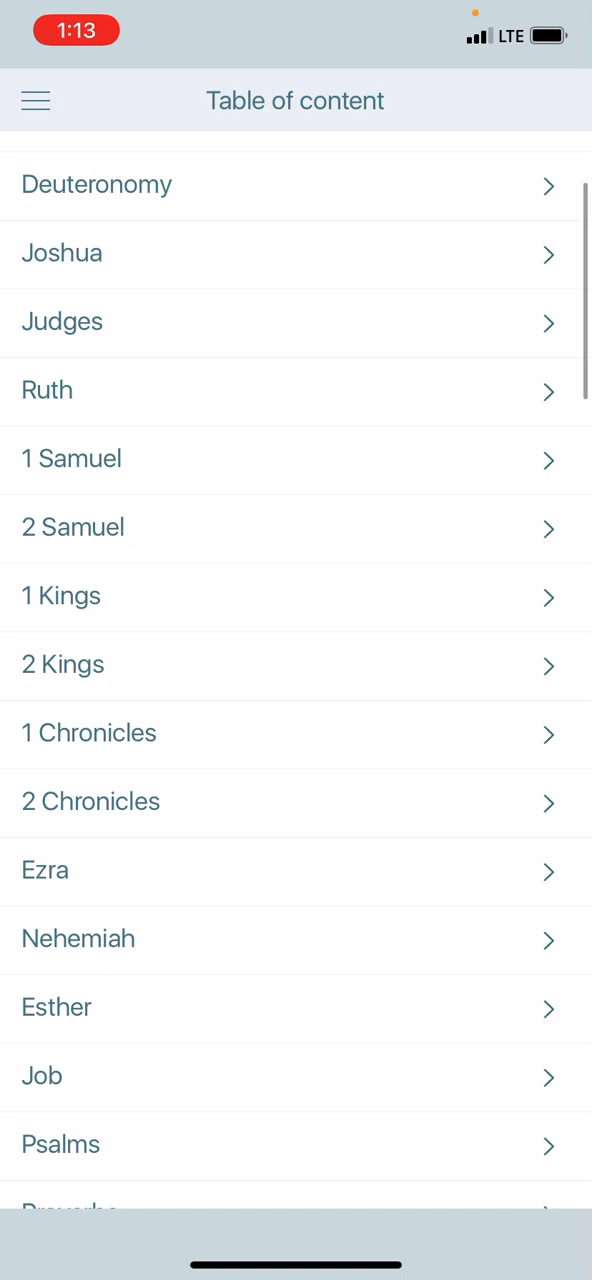 1:13
LTE
Table of content
Deuteronomy
Joshua
Judges
Ruth
1 Samuel
2 Samuel
1 Kings
2 Kings
1 Chronicles
2 Chronicles
Ezra
Nehemiah
Esther
Job
Psalms